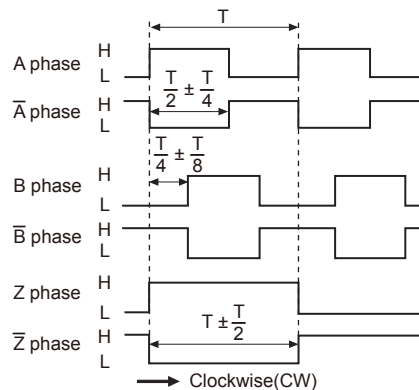 T
A phase H
L
A̅ phase H
L
T/2 ± T/4
T/4 ± T/8
B phase H
L
B̅ phase H
L
Z phase H
L
Z̅ phase H
L
T ± T/2
Clockwise(CW)